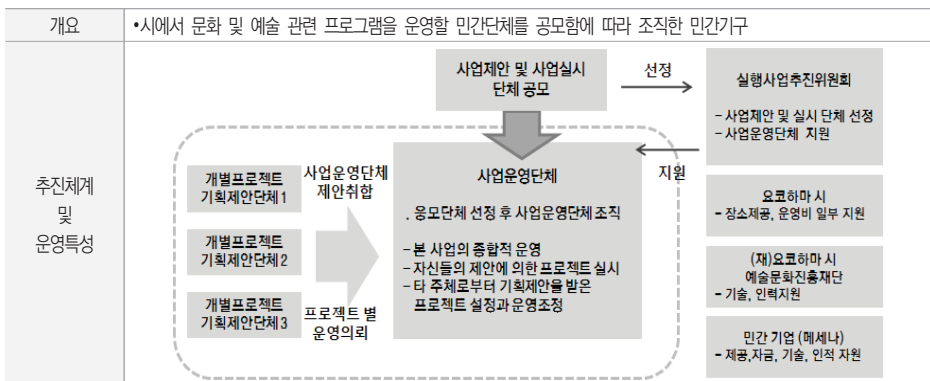 개요
•시에서 문화 및 예술 관련 프로그램을 운영할 민간단체를 공모함에 따라 조직한 민간기구
추진체계
및
운영특성
사업제안 및 사업실시
단체 공모
선정
실행사업추진위원회
- 사업제안 및 실시 단체 선정
- 사업운영단체 지원
지원
개별프로젝트
기획제안단체1
개별프로젝트
기획제안단체2
개별프로젝트
기획제안단체3
사업운영단체
제안취합
프로젝트 별
운영의뢰
사업운영단체
. 응모단체 선정 후 사업운영단체 조직
- 본 사업의 종합적 운영
- 자신들의 제안에 의한 프로젝트 실시
- 타 주체로부터 기획제안을 받은
프로젝트 설정과 운영조정
요코하마 시
- 장소제공, 운영비 일부 지원
(재)요코하마 시
예술문화진흥재단
- 기술, 인력지원
민간 기업 (메세나)
- 제공,자금, 기술, 인적 자원